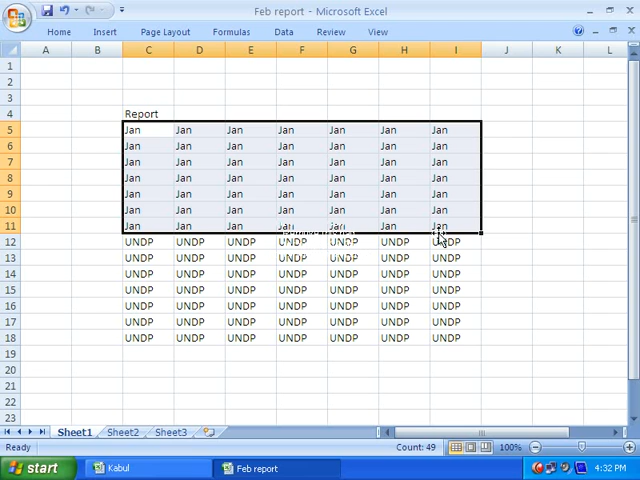 Feb report - Microsoft Excel
Home Insert Page Layout Formulas Data Review View
A B C D E F G H I J K L
1
2
3
4 Report
5 Jan Jan Jan Jan Jan Jan Jan
6 Jan Jan Jan Jan Jan Jan Jan
7 Jan Jan Jan Jan Jan Jan Jan
8 Jan Jan Jan Jan Jan Jan Jan
9 Jan Jan Jan Jan Jan Jan Jan
10 Jan Jan Jan Jan Jan Jan Jan
11 Jan Jan Jan Jan Jan Jan Jan
12 UNDP UNDP UNDP UNDP UNDP UNDP UNDP
13 UNDP UNDP UNDP UNDP UNDP UNDP UNDP
14 UNDP UNDP UNDP UNDP UNDP UNDP UNDP
15 UNDP UNDP UNDP UNDP UNDP UNDP UNDP
16 UNDP UNDP UNDP UNDP UNDP UNDP UNDP
17 UNDP UNDP UNDP UNDP UNDP UNDP UNDP
18 UNDP UNDP UNDP UNDP UNDP UNDP UNDP
19
20
21
22
23
Sheet1 Sheet2 Sheet3
Ready Count: 49 100%
start Kabul Feb report 4:32 PM